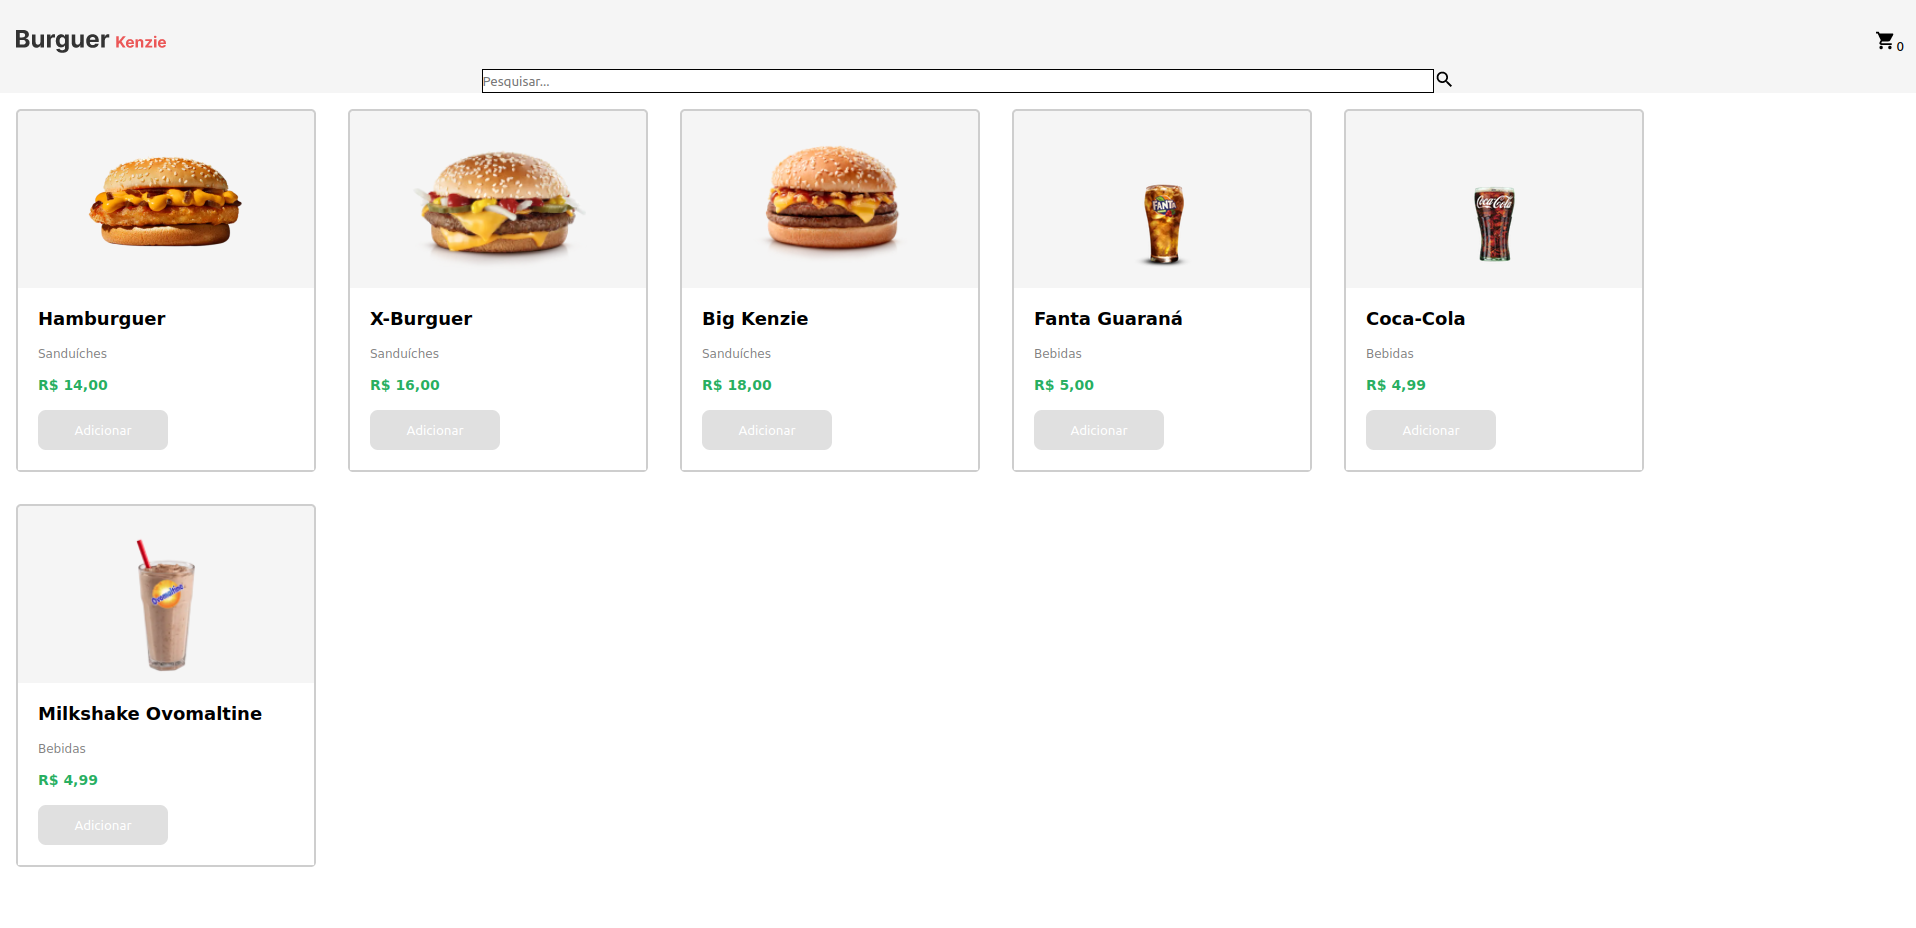 Burguer Kenzie
0
Pesquisar...
FANTA
Coca-Cola
Hamburguer
Sanduíches
R$ 14,00
Adicionar
X-Burguer
Sanduíches
R$ 16,00
Adicionar
Big Kenzie
Sanduíches
R$ 18,00
Adicionar
Fanta Guaraná
Bebidas
R$ 5,00
Adicionar
Coca-Cola
Bebidas
R$ 4,99
Adicionar
Ovomaltine
Milkshake Ovomaltine
Bebidas
R$ 4,99
Adicionar